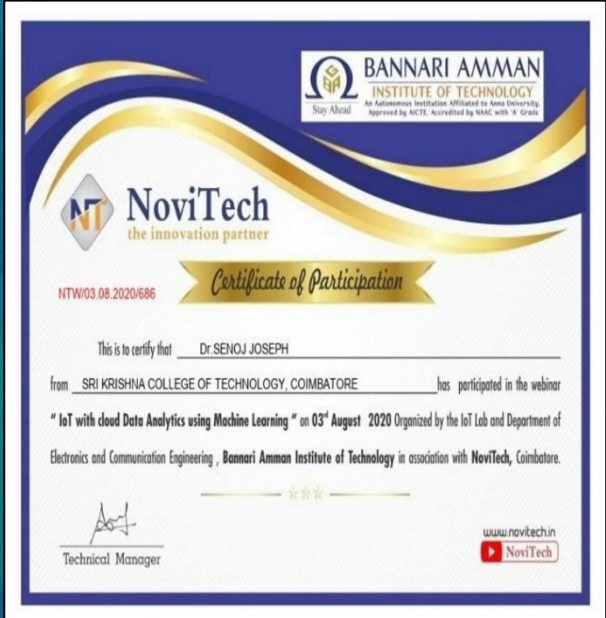 BANNARI AMMAN
INSTITUTE OF TECHNOLOGY
An Autonomous Institution Affiliated to Anna University,
Approved by AICTE, Accredited by NAAC with 'A' Grade
Stay Ahead
NT
NoviTech
the innovation partner
Certificate of Participation
NTW/03.08.2020/686
This is to certify that Dr.SENOJ JOSEPH
from SRI KRISHNA COLLEGE OF TECHNOLOGY, COIMBATORE has participated in the webinar
“ IoT with cloud Data Analytics using Machine Learning ” on 03rd August 2020 Organized by the IoT Lab and Department of
Electronics and Communication Engineering , Bannari Amman Institute of Technology in association with NoviTech, Coimbatore.
Technical Manager
www.novitech.in
NoviTech